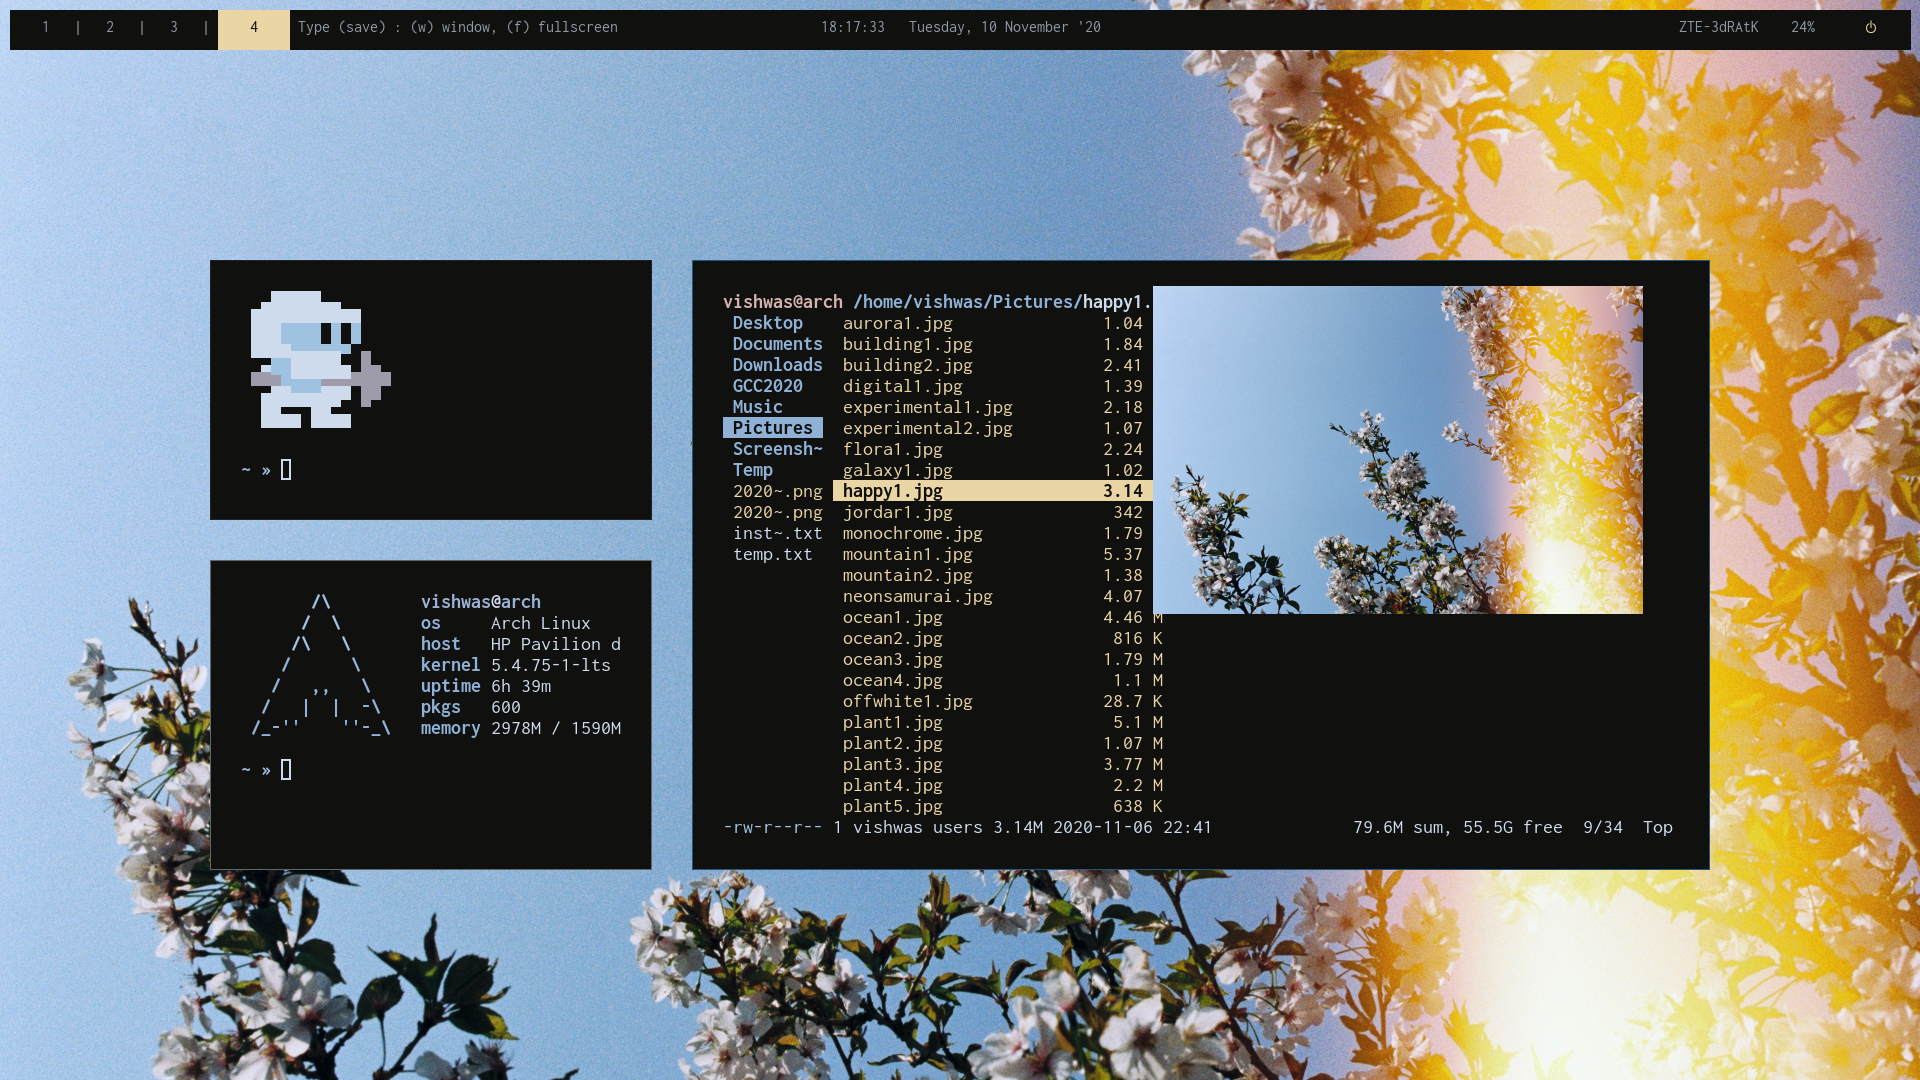 1 | 2 | 3 | 4 Type (save) : (w) window, (f) fullscreen 18:17:33 Tuesday, 10 November '20 ZTE-3dRAtK 24%
~ »
/\ vishwas@arch
/  \ os Arch Linux
/\   \ host HP Pavilion d
/      \ kernel 5.4.75-1-lts
/   ,,   \ uptime 6h 39m
/   |  |  -\ pkgs 600
/_-''    ''-_\ memory 2978M / 1590M
~ »
vishwas@arch /home/vishwas/Pictures/happy1.
Desktop aurora1.jpg 1.04
Documents building1.jpg 1.84
Downloads building2.jpg 2.41
GCC2020 digital1.jpg 1.39
Music experimental1.jpg 2.18
Pictures experimental2.jpg 1.07
Screensh~ flora1.jpg 2.24
Temp galaxy1.jpg 1.02
2020~.png happy1.jpg 3.14
2020~.png jordar1.jpg 342
inst~.txt monochrome.jpg 1.79
temp.txt mountain1.jpg 5.37
mountain2.jpg 1.38
neonsamurai.jpg 4.07
ocean1.jpg 4.46 M
ocean2.jpg 816 K
ocean3.jpg 1.79 M
ocean4.jpg 1.1 M
offwhite1.jpg 28.7 K
plant1.jpg 5.1 M
plant2.jpg 1.07 M
plant3.jpg 3.77 M
plant4.jpg 2.2 M
plant5.jpg 638 K
-rw-r--r-- 1 vishwas users 3.14M 2020-11-06 22:41 79.6M sum, 55.5G free 9/34 Top